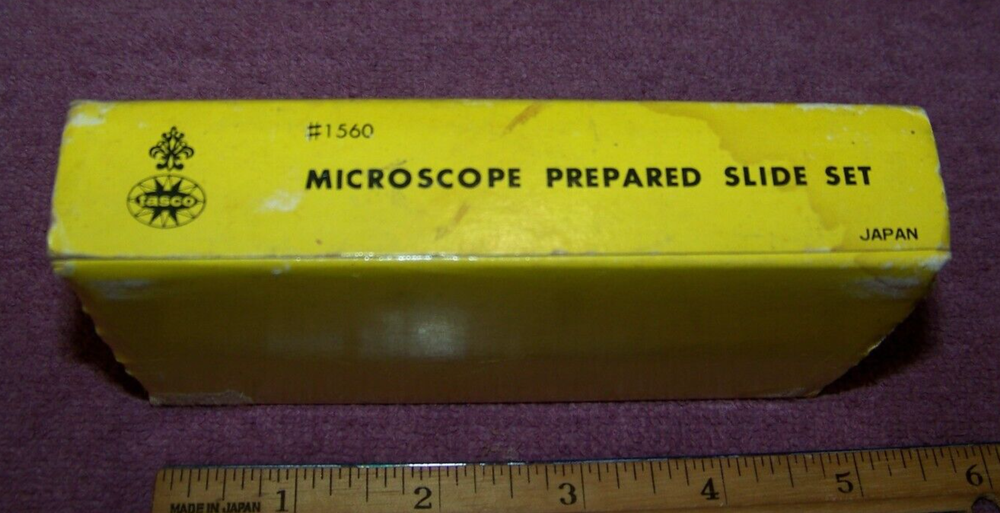 #1560
tasco
MICROSCOPE PREPARED SLIDE SET
JAPAN
1 2 3 4 5 6
MADE IN JAPAN